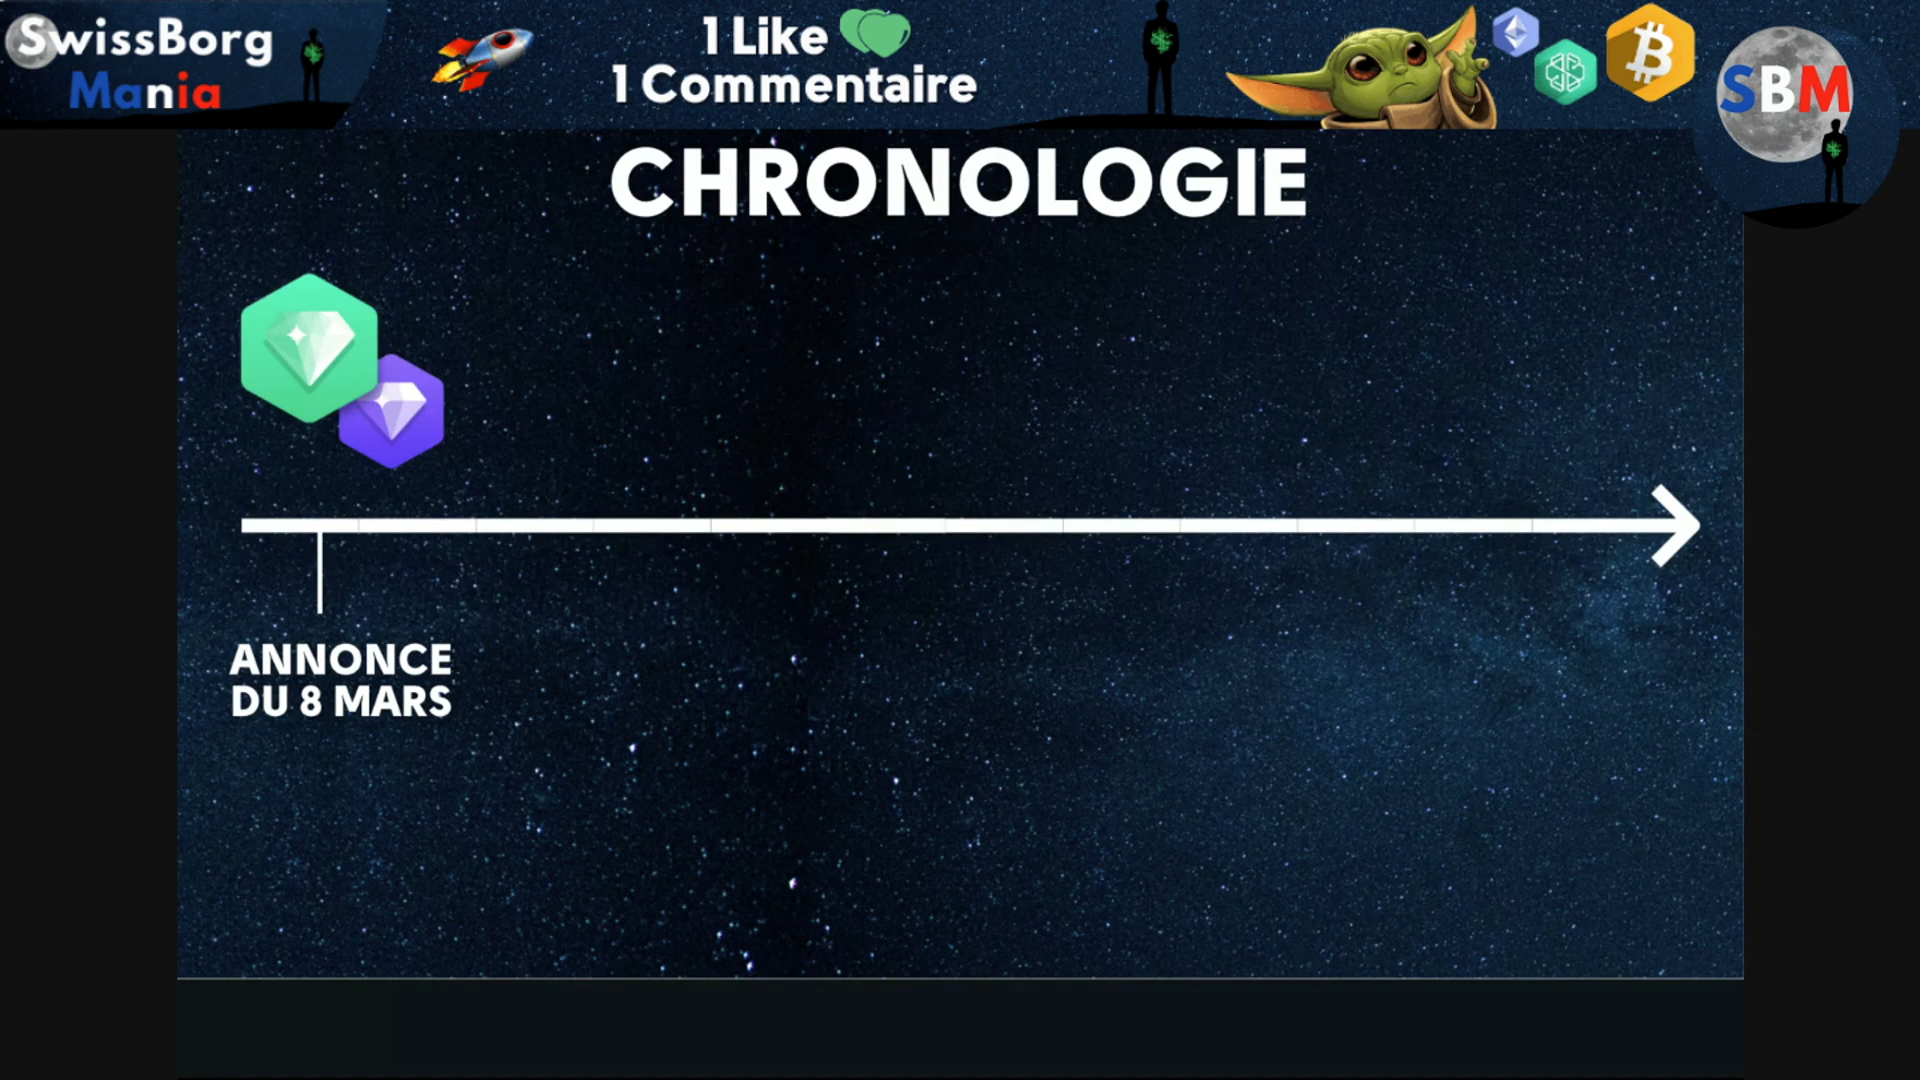 SwissBorg
Mania
1 Like
1 Commentaire
SBM
CHRONOLOGIE
ANNONCE
DU 8 MARS